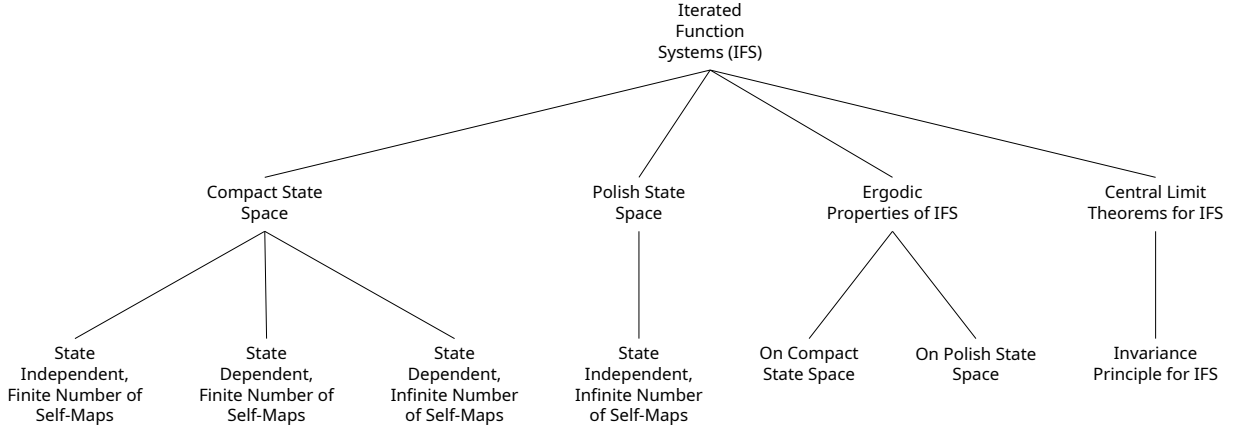 Iterated
Function
Systems (IFS)
Compact State
Space
Polish State
Space
Ergodic
Properties of IFS
Central Limit
Theorems for IFS
State
Independent,
Finite Number of
Self-Maps
State
Dependent,
Finite Number of
Self-Maps
State
Dependent,
Infinite Number
of Self-Maps
State
Independent,
Infinite Number
of Self-Maps
On Compact
State Space
On Polish State
Space
Invariance
Principle for IFS